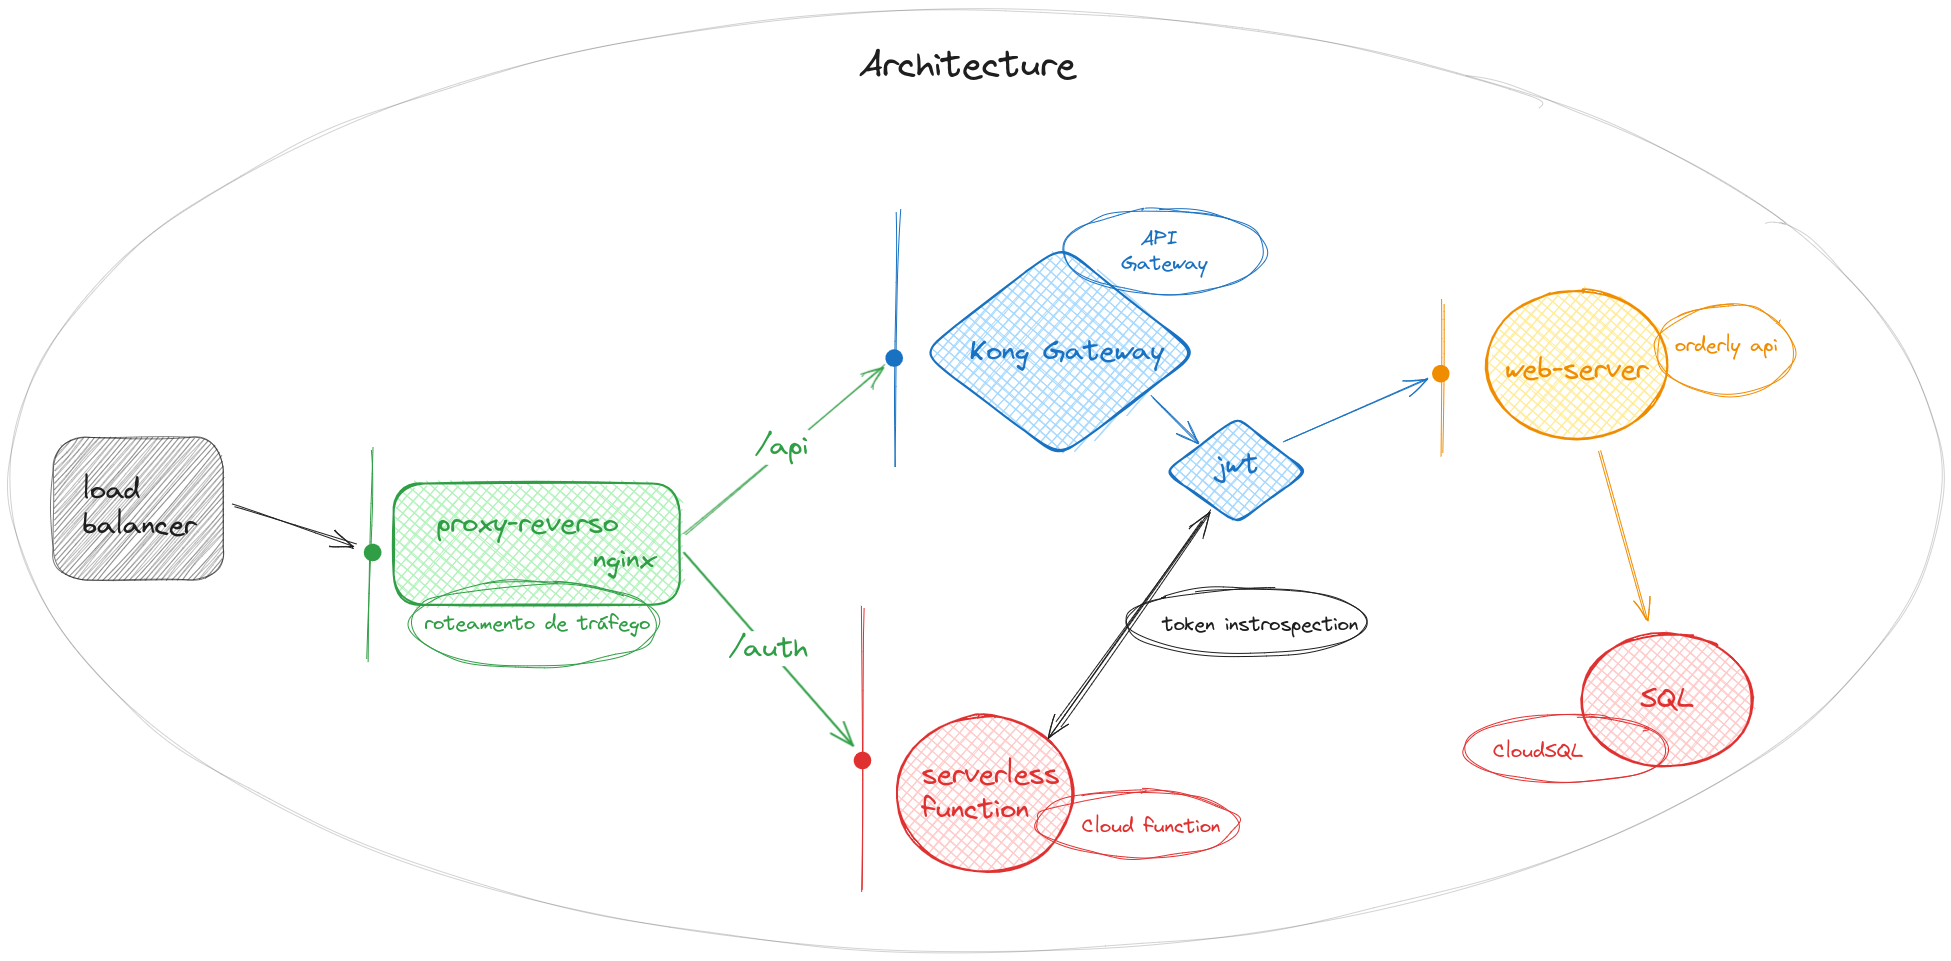 Architecture
API
Gateway
Kong Gateway
orderly api
web-server
/api
jwt
load
balancer
proxy-reverso
nginx
roteamento de tráfego
/auth
token instrospection
SQL
CloudSQL
serverless
function
Cloud function